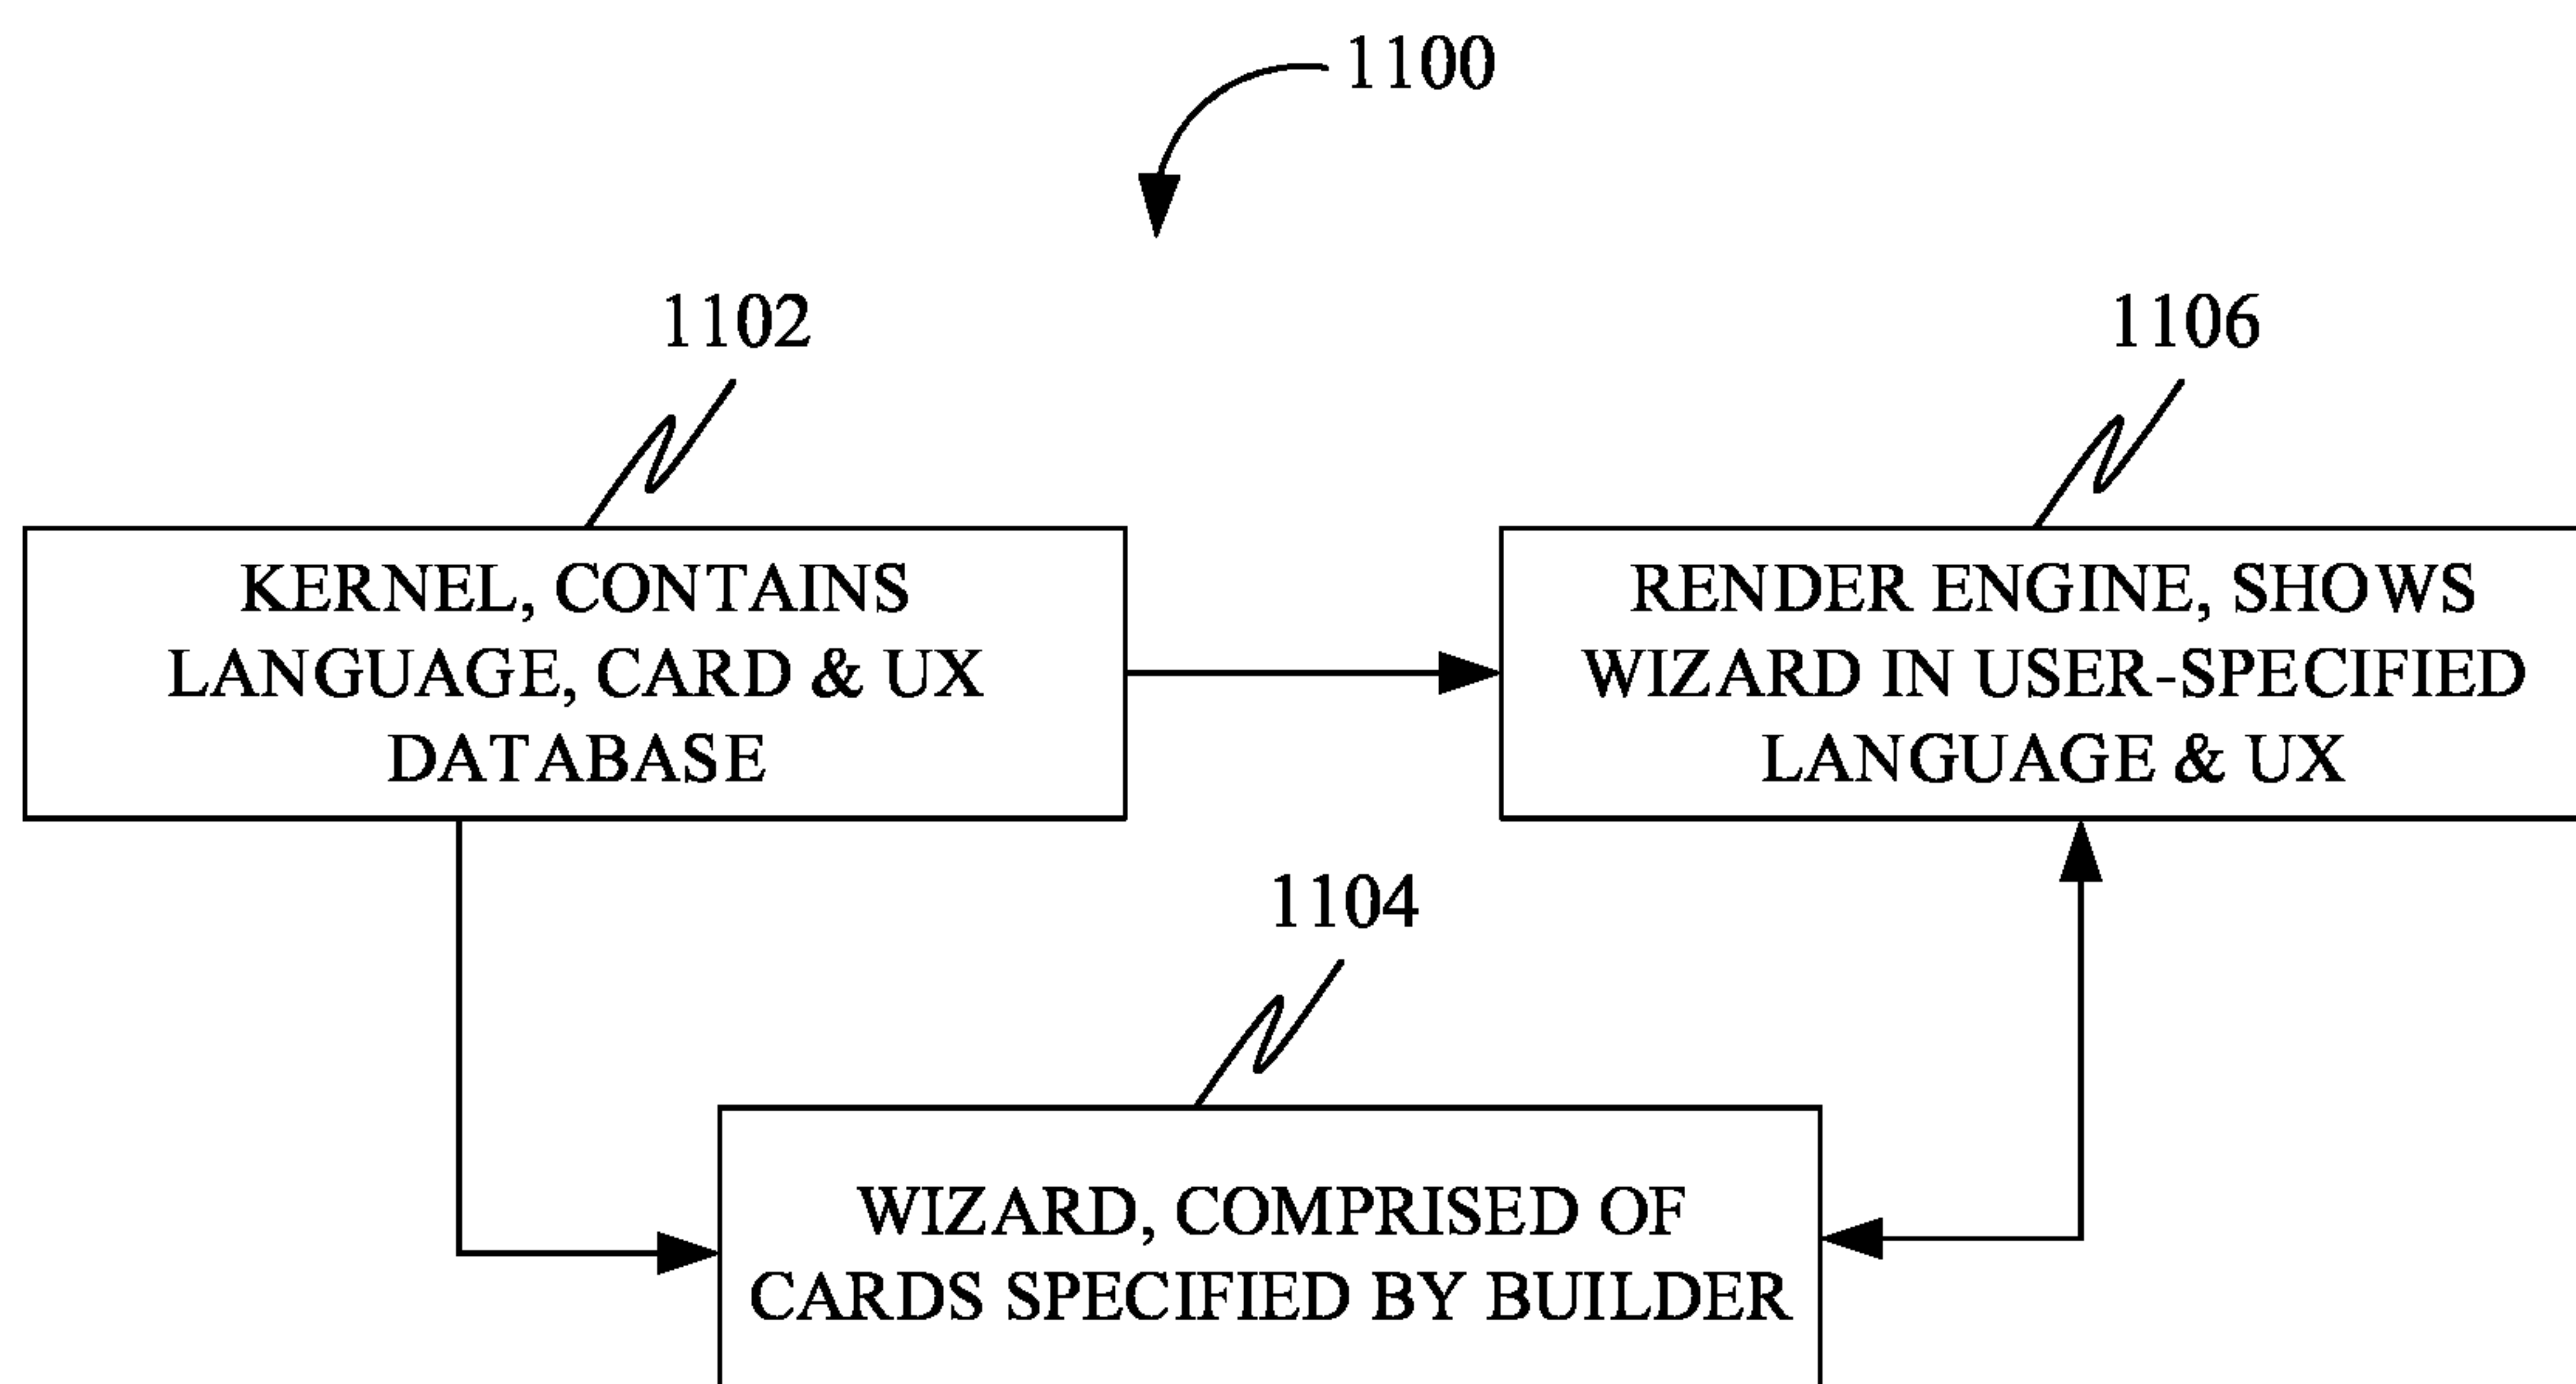 1100
1102
1106
KERNEL, CONTAINS
LANGUAGE, CARD & UX
DATABASE
RENDER ENGINE, SHOWS
WIZARD IN USER-SPECIFIED
LANGUAGE & UX
1104
WIZARD, COMPRISED OF
CARDS SPECIFIED BY BUILDER